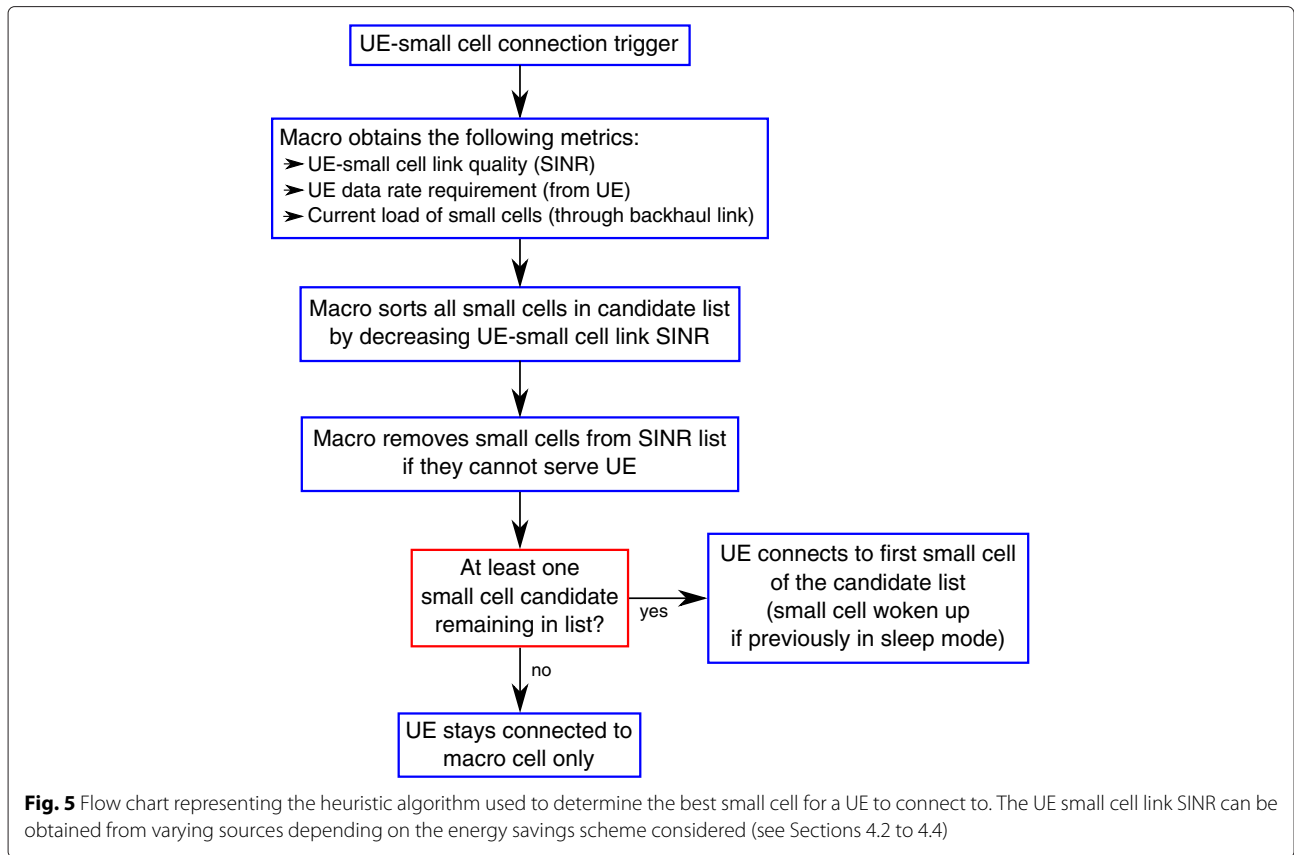 UE-small cell connection trigger
Macro obtains the following metrics:
➤ UE-small cell link quality (SINR)
➤ UE data rate requirement (from UE)
➤ Current load of small cells (through backhaul link)
Macro sorts all small cells in candidate list
by decreasing UE-small cell link SINR
Macro removes small cells from SINR list
if they cannot serve UE
At least one
small cell candidate
remaining in list?
yes
UE connects to first small cell
of the candidate list
(small cell woken up
if previously in sleep mode)
no
UE stays connected to
macro cell only
Fig. 5 Flow chart representing the heuristic algorithm used to determine the best small cell for a UE to connect to. The UE small cell link SINR can be
obtained from varying sources depending on the energy savings scheme considered (see Sections 4.2 to 4.4)